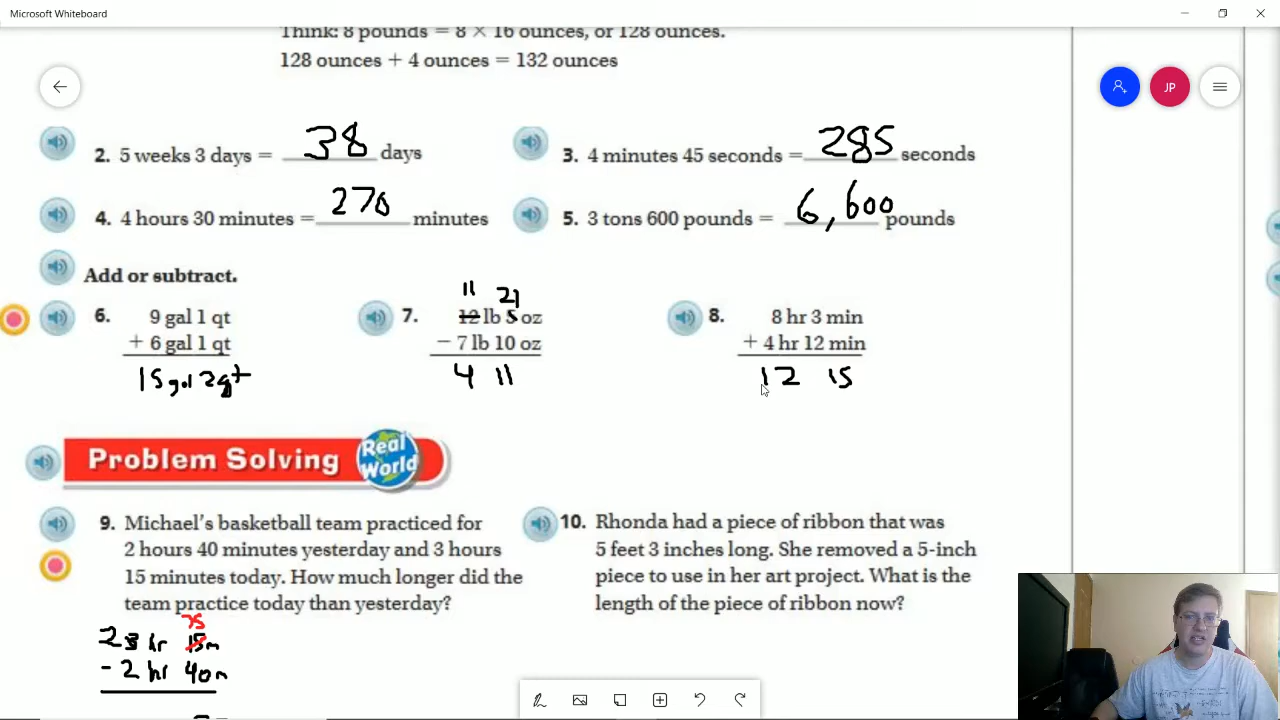 Microsoft Whiteboard
Think: 8 pounds = 8 × 16 ounces, or 128 ounces.
128 ounces + 4 ounces = 132 ounces
JP
2. 5 weeks 3 days = 38 days
3. 4 minutes 45 seconds = 285 seconds
4. 4 hours 30 minutes = 270 minutes
5. 3 tons 600 pounds = 6,600 pounds
Add or subtract.
6. 9 gal 1 qt
+ 6 gal 1 qt
15 gal 2 qt
11 21
7. 12 lb 5 oz
− 7 lb 10 oz
4 11
8. 8 hr 3 min
+ 4 hr 12 min
12 15
Problem Solving Real World
9. Michael's basketball team practiced for
2 hours 40 minutes yesterday and 3 hours
15 minutes today. How much longer did the
team practice today than yesterday?
10. Rhonda had a piece of ribbon that was
5 feet 3 inches long. She removed a 5-inch
piece to use in her art project. What is the
length of the piece of ribbon now?
75
2 3 hr 15 m
- 2 hr 40 m